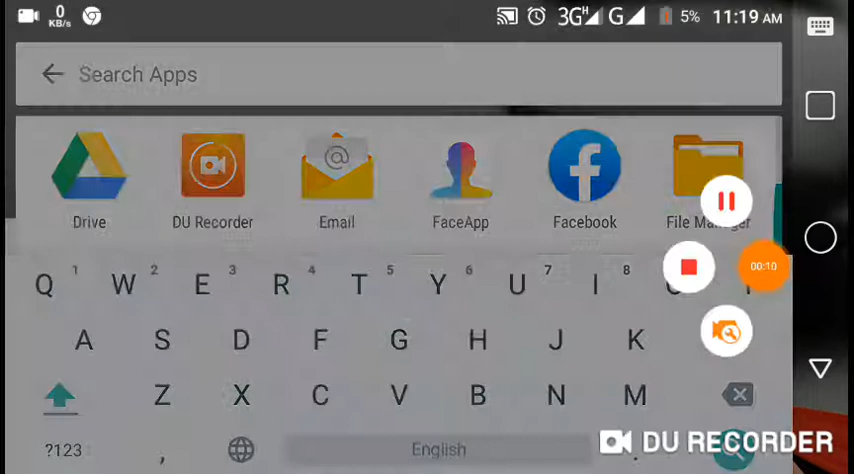 0
KB/s
3G H G 5% 11:19 AM
Search Apps
Drive DU Recorder Email FaceApp Facebook File Manager
00:10
Q 1 W 2 E 3 R 4 T 5 Y 6 U 7 I 8
A S D F G H J K
Z X C V B N M
?123 , English .
DU RECORDER